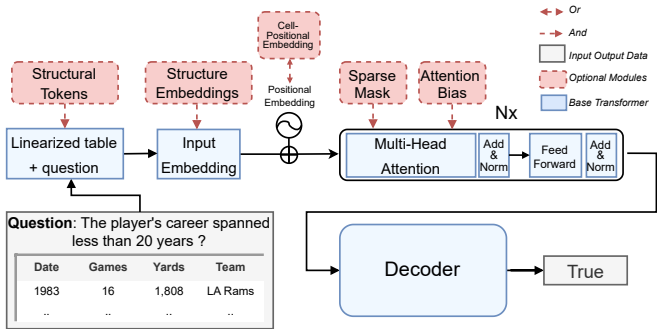 Cell-
Positional
Embedding
Or
And
Input Output Data
Optional Modules
Base Transformer
Structural
Tokens
Structure
Embeddings
Positional
Embedding
Sparse
Mask
Attention
Bias
Nx
Linearized table
+ question
Input
Embedding
Multi-Head
Attention
Add
& Norm
Feed
Forward
Add
& Norm
Question: The player's career spanned
less than 20 years ?
Date Games Yards Team
1983 16 1,808 LA Rams
.. .. .. ..
Decoder
True